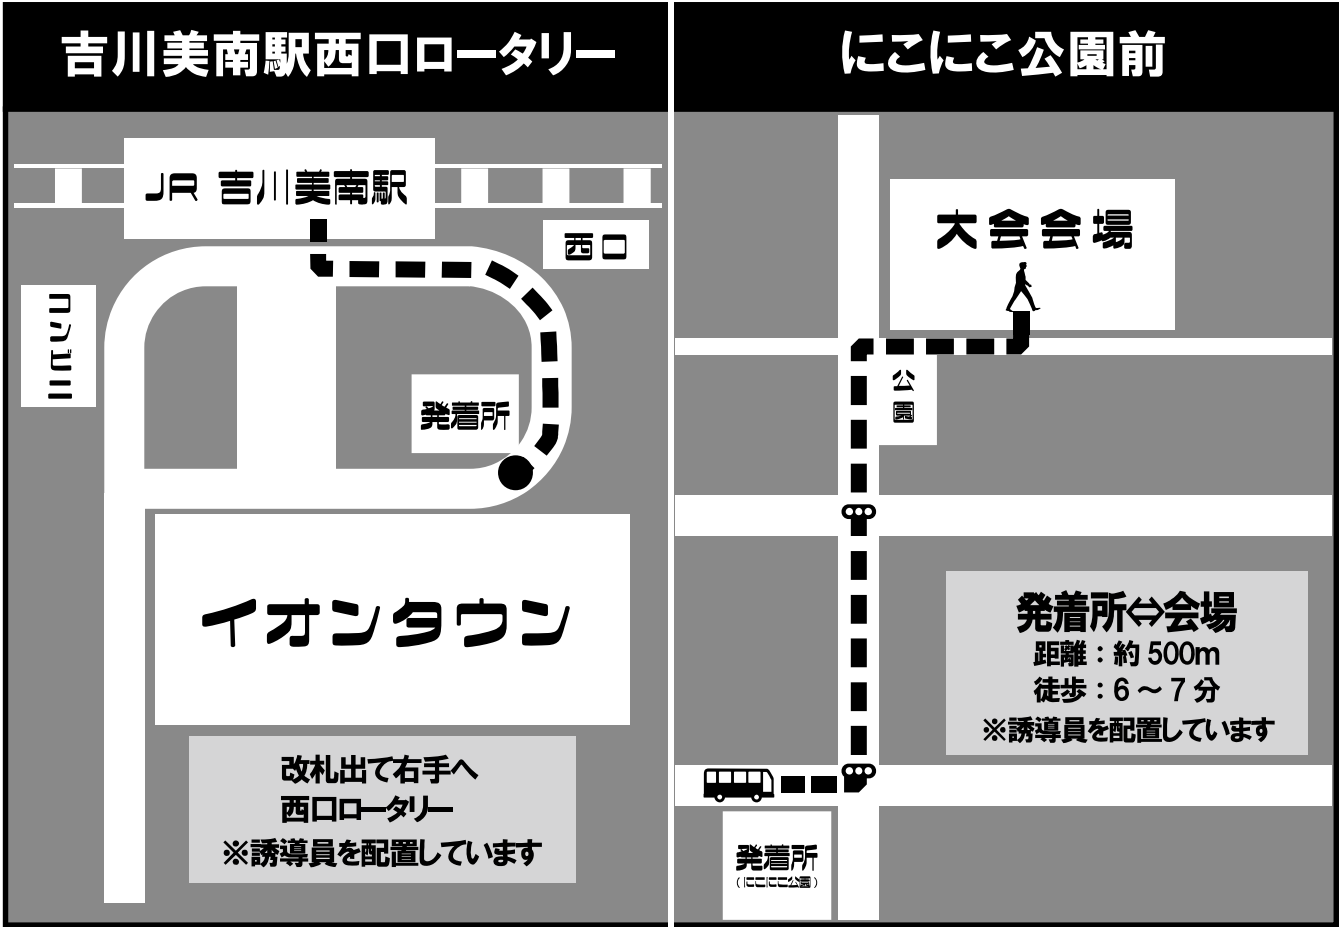 吉川美南駅西口ロータリー
JR 吉川美南駅
西口
コンビニ
発着所
イオンタウン
改札出て右手へ
西口ロータリー
※誘導員を配置しています
にこにこ公園前
大会会場
公園
発着所⇔会場
距離：約500m
徒歩：6～7分
※誘導員を配置しています
発着所
（にこにこ公園）